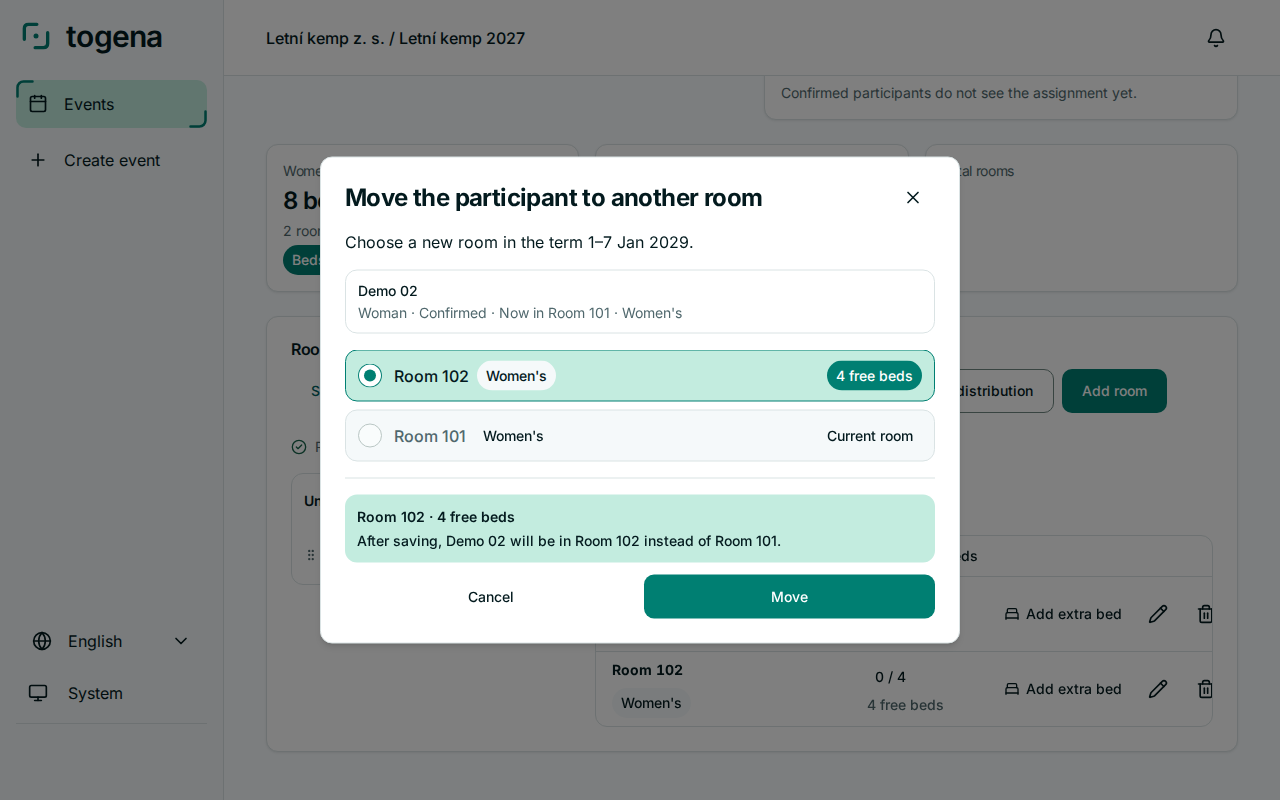 togena
Letní kemp z. s. / Letní kemp 2027
Events
Create event
Confirmed participants do not see the assignment yet.
8
2
Move the participant to another room
Choose a new room in the term 1–7 Jan 2029.
Demo 02
Woman · Confirmed · Now in Room 101 · Women's
Room 102 Women's 4 free beds
Room 101 Women's Current room
Room 102 · 4 free beds
After saving, Demo 02 will be in Room 102 instead of Room 101.
Cancel Move
rooms
distribution Add room
Add extra bed
Room 102 0 / 4 Add extra bed
Women's 4 free beds
English
System